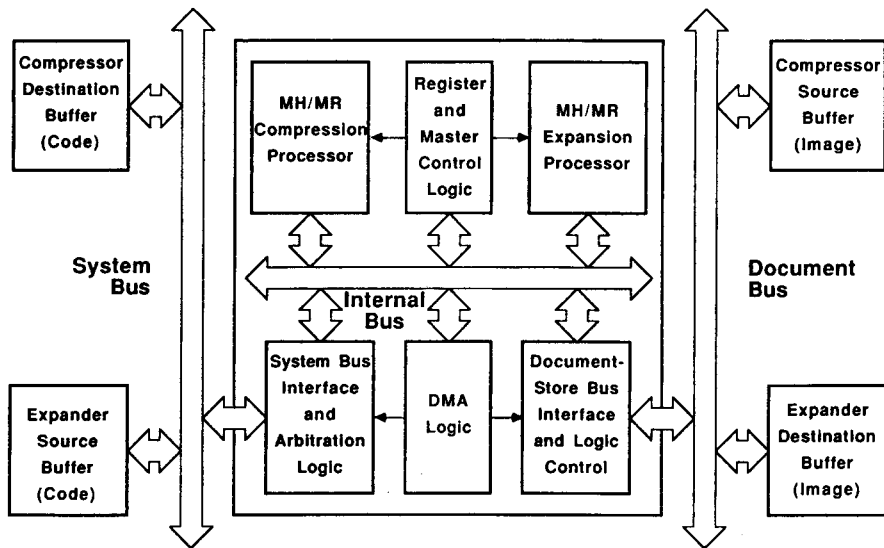 Compressor
Destination
Buffer
(Code)
MH/MR
Compression
Processor
Register
and
Master
Control
Logic
MH/MR
Expansion
Processor
Compressor
Source
Buffer
(Image)
System
Bus
Internal
Bus
Document
Bus
Expander
Source
Buffer
(Code)
System Bus
Interface
and
Arbitration
Logic
DMA
Logic
Document-
Store Bus
Interface
and Logic
Control
Expander
Destination
Buffer
(Image)